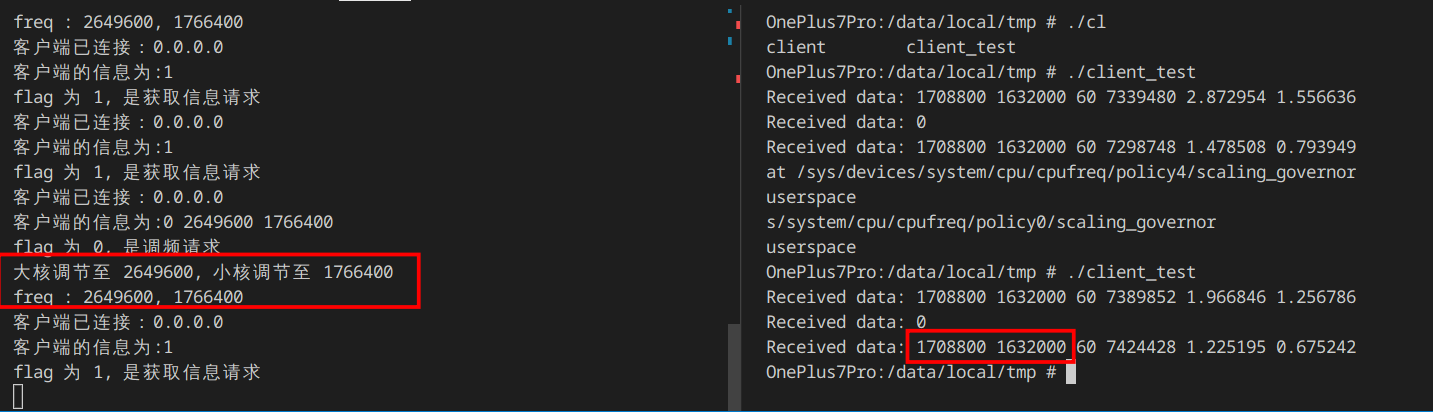 freq : 2649600, 1766400
客户端已连接：0.0.0.0
客户端的信息为:1
flag 为 1, 是获取信息请求
客户端已连接：0.0.0.0
客户端的信息为:1
flag 为 1, 是获取信息请求
客户端已连接：0.0.0.0
客户端的信息为:0 2649600 1766400
flag 为 0, 是调频请求
大核调节至 2649600, 小核调节至 1766400
freq : 2649600, 1766400
客户端已连接：0.0.0.0
客户端的信息为:1
flag 为 1, 是获取信息请求
OnePlus7Pro:/data/local/tmp # ./cl
client client_test
OnePlus7Pro:/data/local/tmp # ./client_test
Received data: 1708800 1632000 60 7339480 2.872954 1.556636
Received data: 0
Received data: 1708800 1632000 60 7298748 1.478508 0.793949
at /sys/devices/system/cpu/cpufreq/policy4/scaling_governor
userspace
s/system/cpu/cpufreq/policy0/scaling_governor
userspace
OnePlus7Pro:/data/local/tmp # ./client_test
Received data: 1708800 1632000 60 7389852 1.966846 1.256786
Received data: 0
Received data: 1708800 1632000 60 7424428 1.225195 0.675242
OnePlus7Pro:/data/local/tmp #